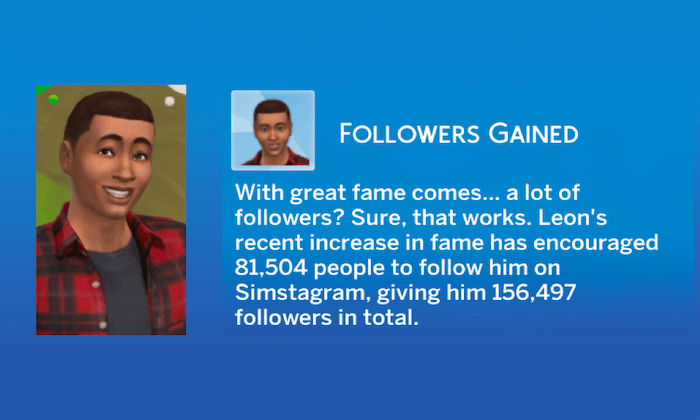 FOLLOWERS GAINED
With great fame comes... a lot of
followers? Sure, that works. Leon's
recent increase in fame has encouraged
81,504 people to follow him on
Simstagram, giving him 156,497
followers in total.